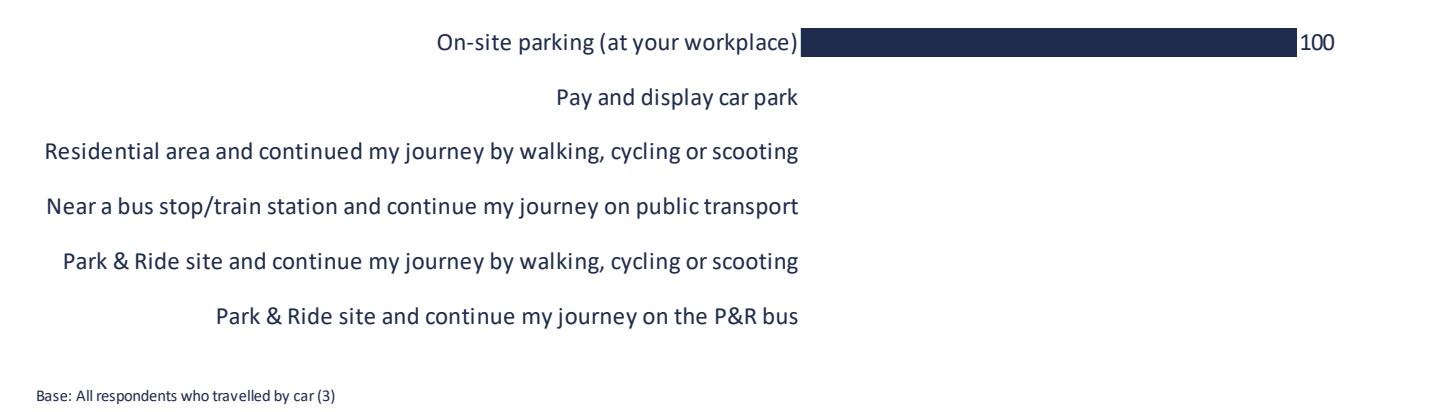 On-site parking (at your workplace) 100
Pay and display car park
Residential area and continued my journey by walking, cycling or scooting
Near a bus stop/train station and continue my journey on public transport
Park & Ride site and continue my journey by walking, cycling or scooting
Park & Ride site and continue my journey on the P&R bus
Base: All respondents who travelled by car (3)